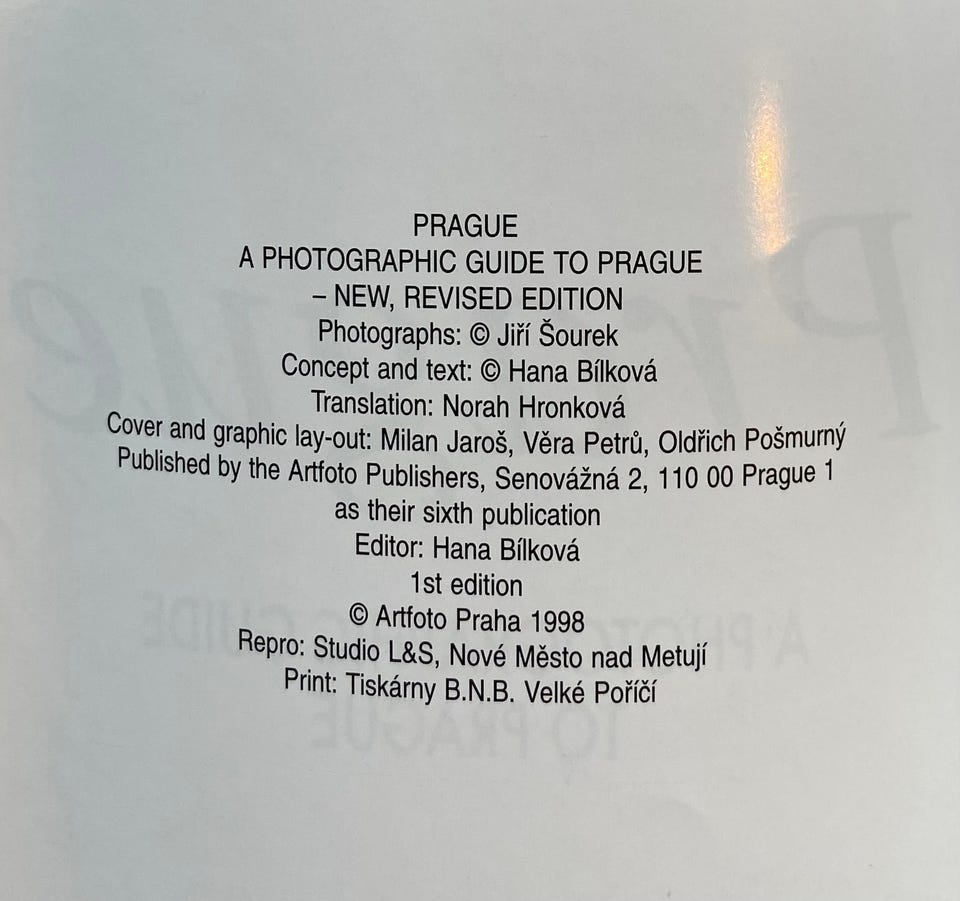 PRAGUE
A PHOTOGRAPHIC GUIDE TO PRAGUE
– NEW, REVISED EDITION
Photographs: © Jiří Šourek
Concept and text: © Hana Bílková
Translation: Norah Hronková
Cover and graphic lay-out: Milan Jaroš, Věra Petrů, Oldřich Pošmurný
Published by the Artfoto Publishers, Senovážná 2, 110 00 Prague 1
as their sixth publication
Editor: Hana Bílková
1st edition
© Artfoto Praha 1998
Repro: Studio L&S, Nové Město nad Metují
Print: Tiskárny B.N.B. Velké Poříčí